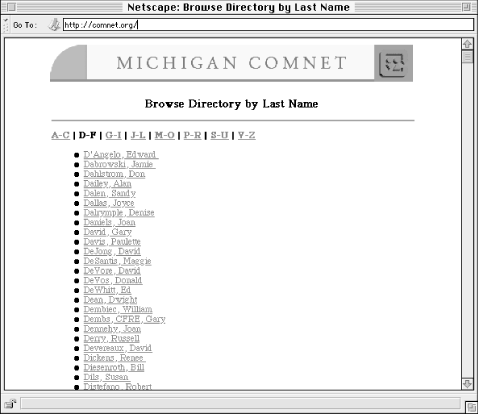 Netscape: Browse Directory by Last Name
Go To: http://comnet.org/
MICHIGAN COMNET
Browse Directory by Last Name
A-C | D-F | G-I | J-L | M-O | P-R | S-U | V-Z
D'Angelo, Edward
Dabrowski, Jamie
Dahlstrom, Don
Dailey, Alan
Dalen, Sandy
Dallas, Joyce
Dalrymple, Denise
Daniels, Joan
David, Gary
Davis, Paulette
DeJong, David
DeSantis, Maggie
DeVore, David
DeVos, Donald
DeWhitt, Ed
Dean, Dwight
Dembiec, William
Dembs, CFRE, Gary
Dennehy, Joan
Derry, Russell
Devereaux, David
Dickens, Renee
Diesenroth, Bill
Dils, Susan
Distefano, Robert